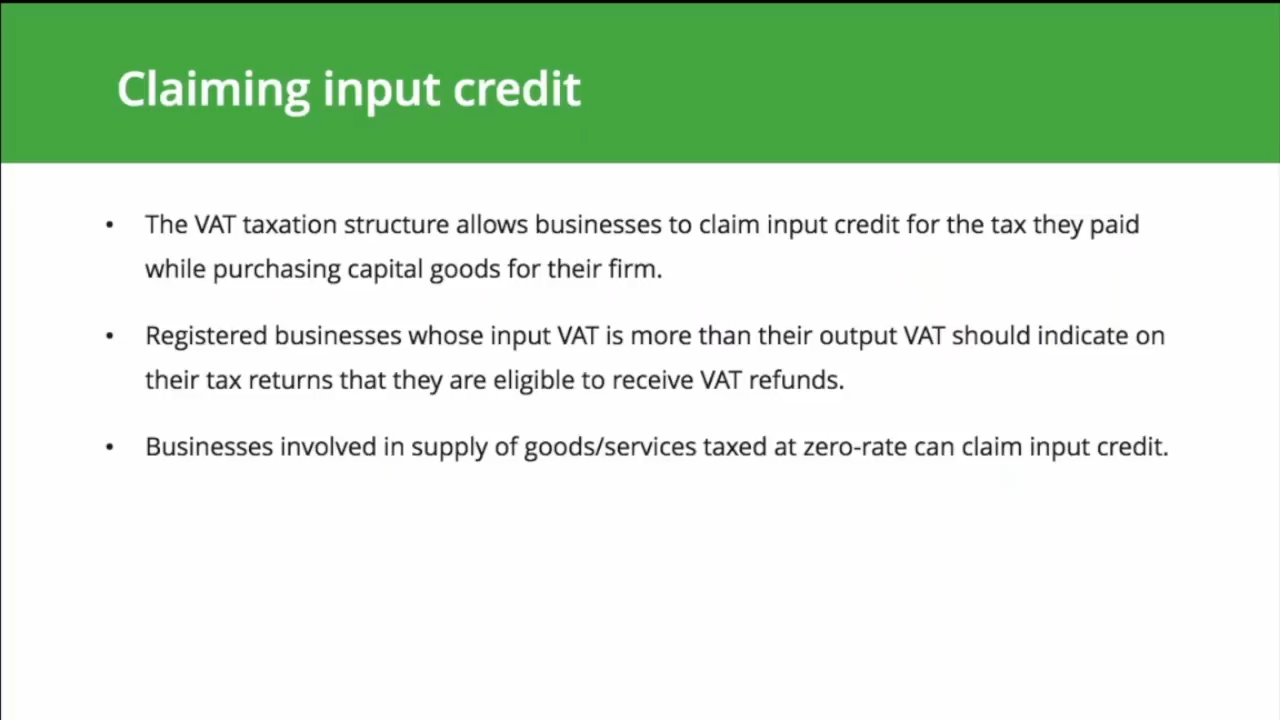 Claiming input credit
• The VAT taxation structure allows businesses to claim input credit for the tax they paid
while purchasing capital goods for their firm.
• Registered businesses whose input VAT is more than their output VAT should indicate on
their tax returns that they are eligible to receive VAT refunds.
• Businesses involved in supply of goods/services taxed at zero-rate can claim input credit.